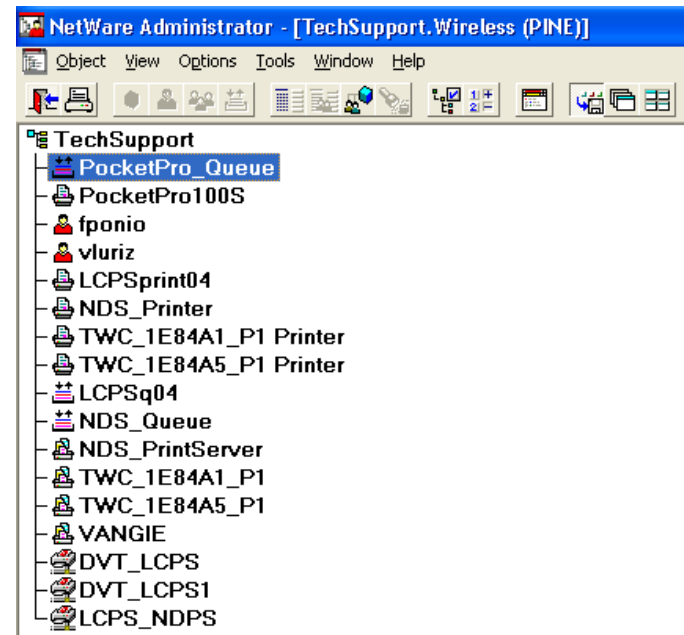 NetWare Administrator - [TechSupport.Wireless (PINE)]
Object View Options Tools Window Help
TechSupport
PocketPro_Queue
PocketPro100S
fponio
vluriz
LCPSprint04
NDS_Printer
TWC_1E84A1_P1 Printer
TWC_1E84A5_P1 Printer
LCPSq04
NDS_Queue
NDS_PrintServer
TWC_1E84A1_P1
TWC_1E84A5_P1
VANGIE
DVT_LCPS
DVT_LCPS1
LCPS_NDPS